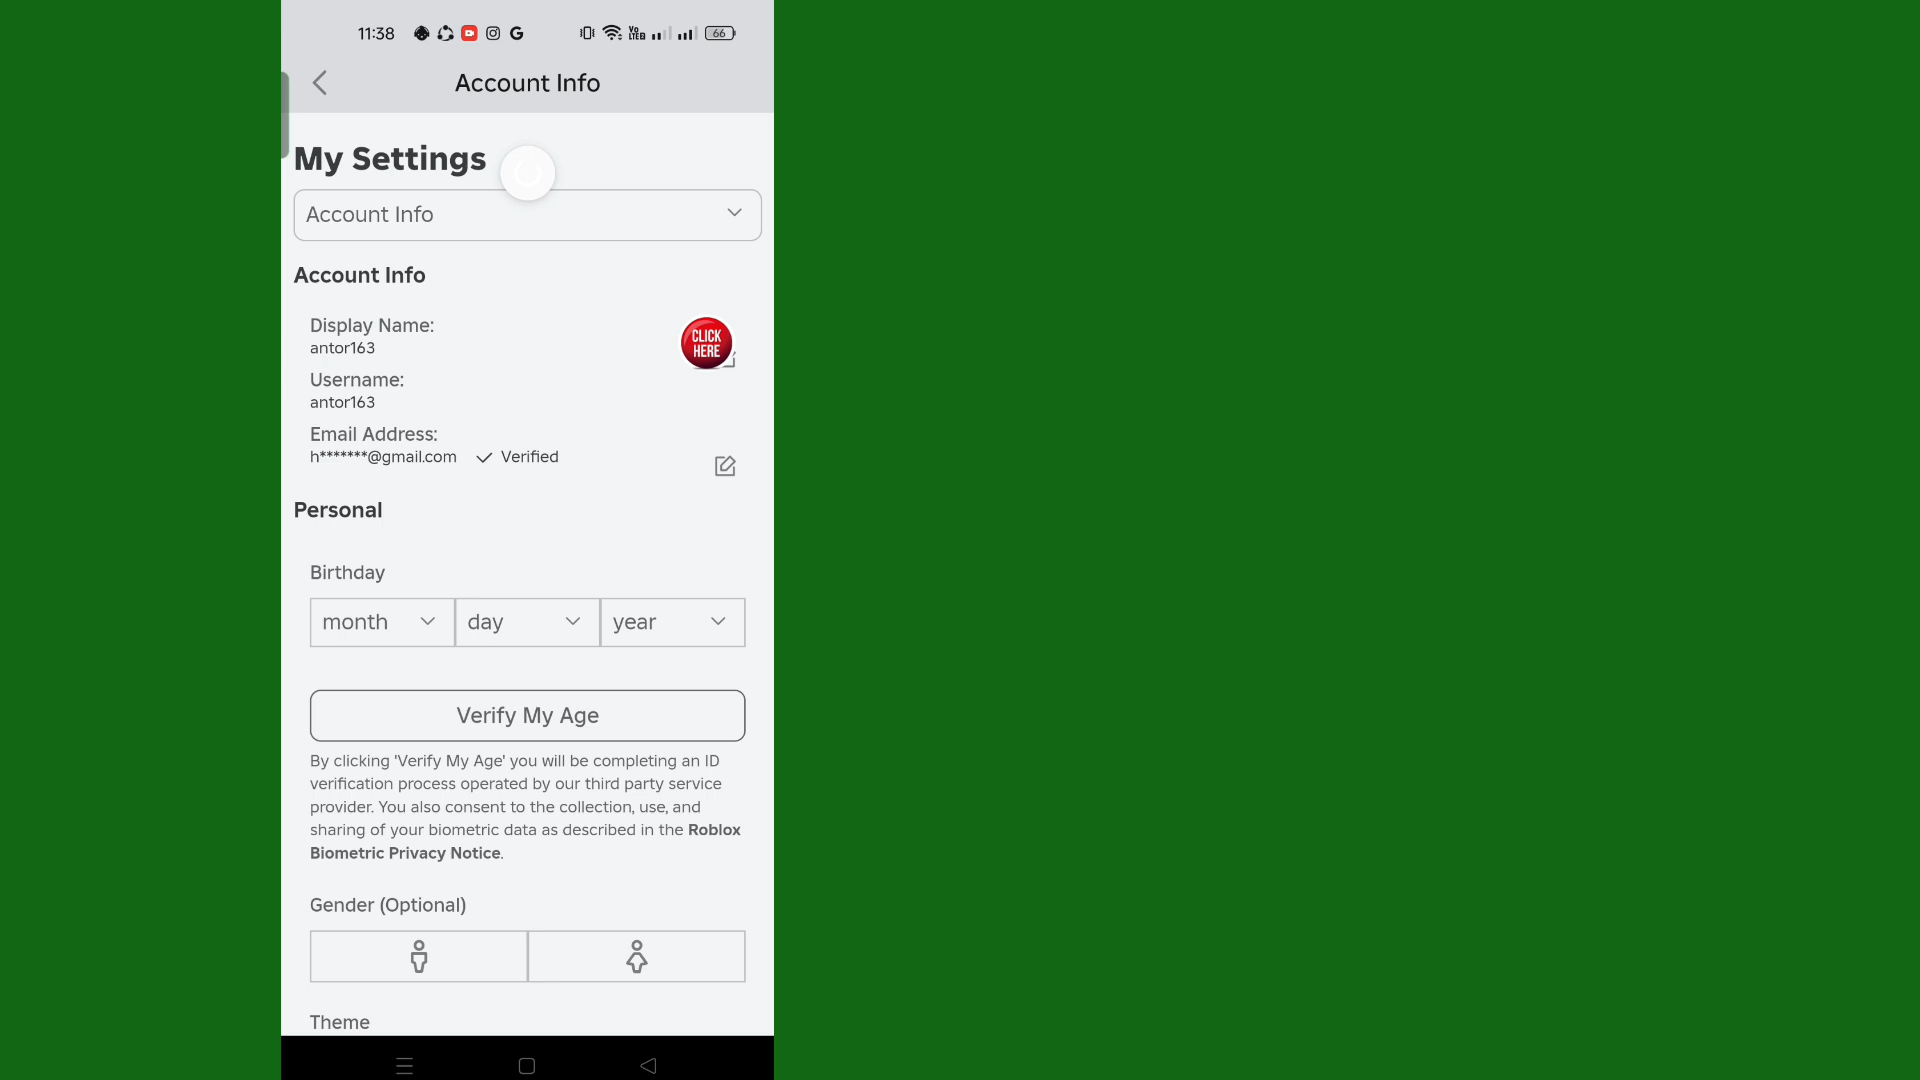 11:38
Vo
LTE2
66
Account Info
My Settings
Account Info
Account Info
Display Name:
antor163
CLICK
HERE
Username:
antor163
Email Address:
h*******@gmail.com
Verified
Personal
Birthday
month
day
year
Verify My Age
By clicking 'Verify My Age' you will be completing an ID
verification process operated by our third party service
provider. You also consent to the collection, use, and
sharing of your biometric data as described in the Roblox
Biometric Privacy Notice.
Gender (Optional)
Theme